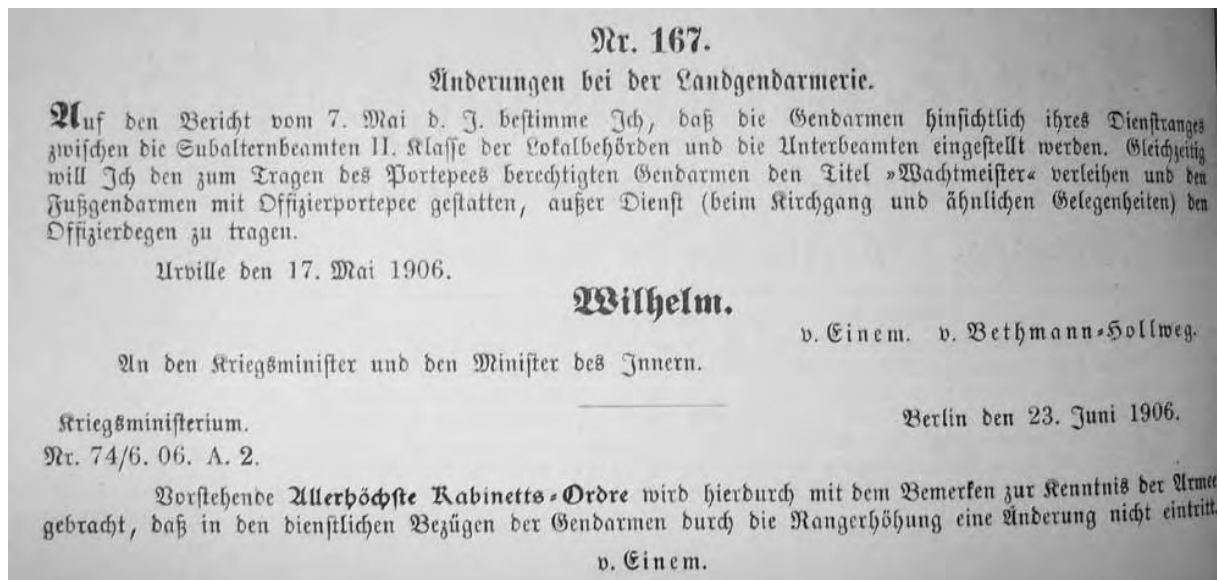 Nr. 167.
Änderungen bei der Landgendarmerie.
Auf den Bericht vom 7. Mai d. J. bestimme Ich, daß die Gendarmen hinsichtlich ihres Dienstranges
zwischen die Subalternbeamten II. Klasse der Lokalbehörden und die Unterbeamten eingestellt werden. Gleichzeitig
will Ich den zum Tragen des Portepees berechtigten Gendarmen den Titel »Wachtmeister« verleihen und den
Fußgendarmen mit Offizierportepee gestatten, außer Dienst (beim Kirchgang und ähnlichen Gelegenheiten) den
Offizierdegen zu tragen.
Urville den 17. Mai 1906.
Wilhelm.
v. Einem. v. Bethmann-Hollweg.
An den Kriegsminister und den Minister des Innern.
Kriegsministerium. Berlin den 23. Juni 1906.
Nr. 74/6. 06. A. 2.
Vorstehende Allerhöchste Kabinetts-Ordre wird hierdurch mit dem Bemerken zur Kenntnis der Armee
gebracht, daß in den dienstlichen Bezügen der Gendarmen durch die Rangerhöhung eine Änderung nicht eintritt.
v. Einem.